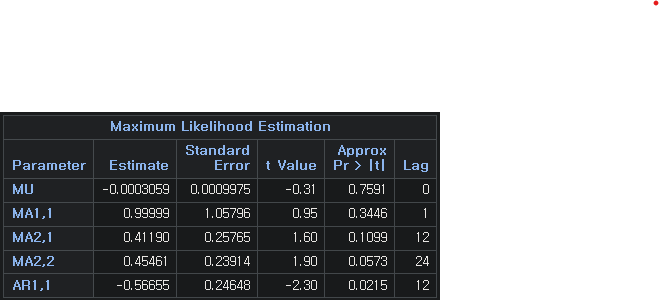 Maximum Likelihood Estimation
Parameter Estimate Standard Error t Value Approx Pr > |t| Lag
MU -0.0003059 0.0009975 -0.31 0.7591 0
MA1,1 0.99999 1.05796 0.95 0.3446 1
MA2,1 0.41190 0.25765 1.60 0.1099 12
MA2,2 0.45461 0.23914 1.90 0.0573 24
AR1,1 -0.56655 0.24648 -2.30 0.0215 12